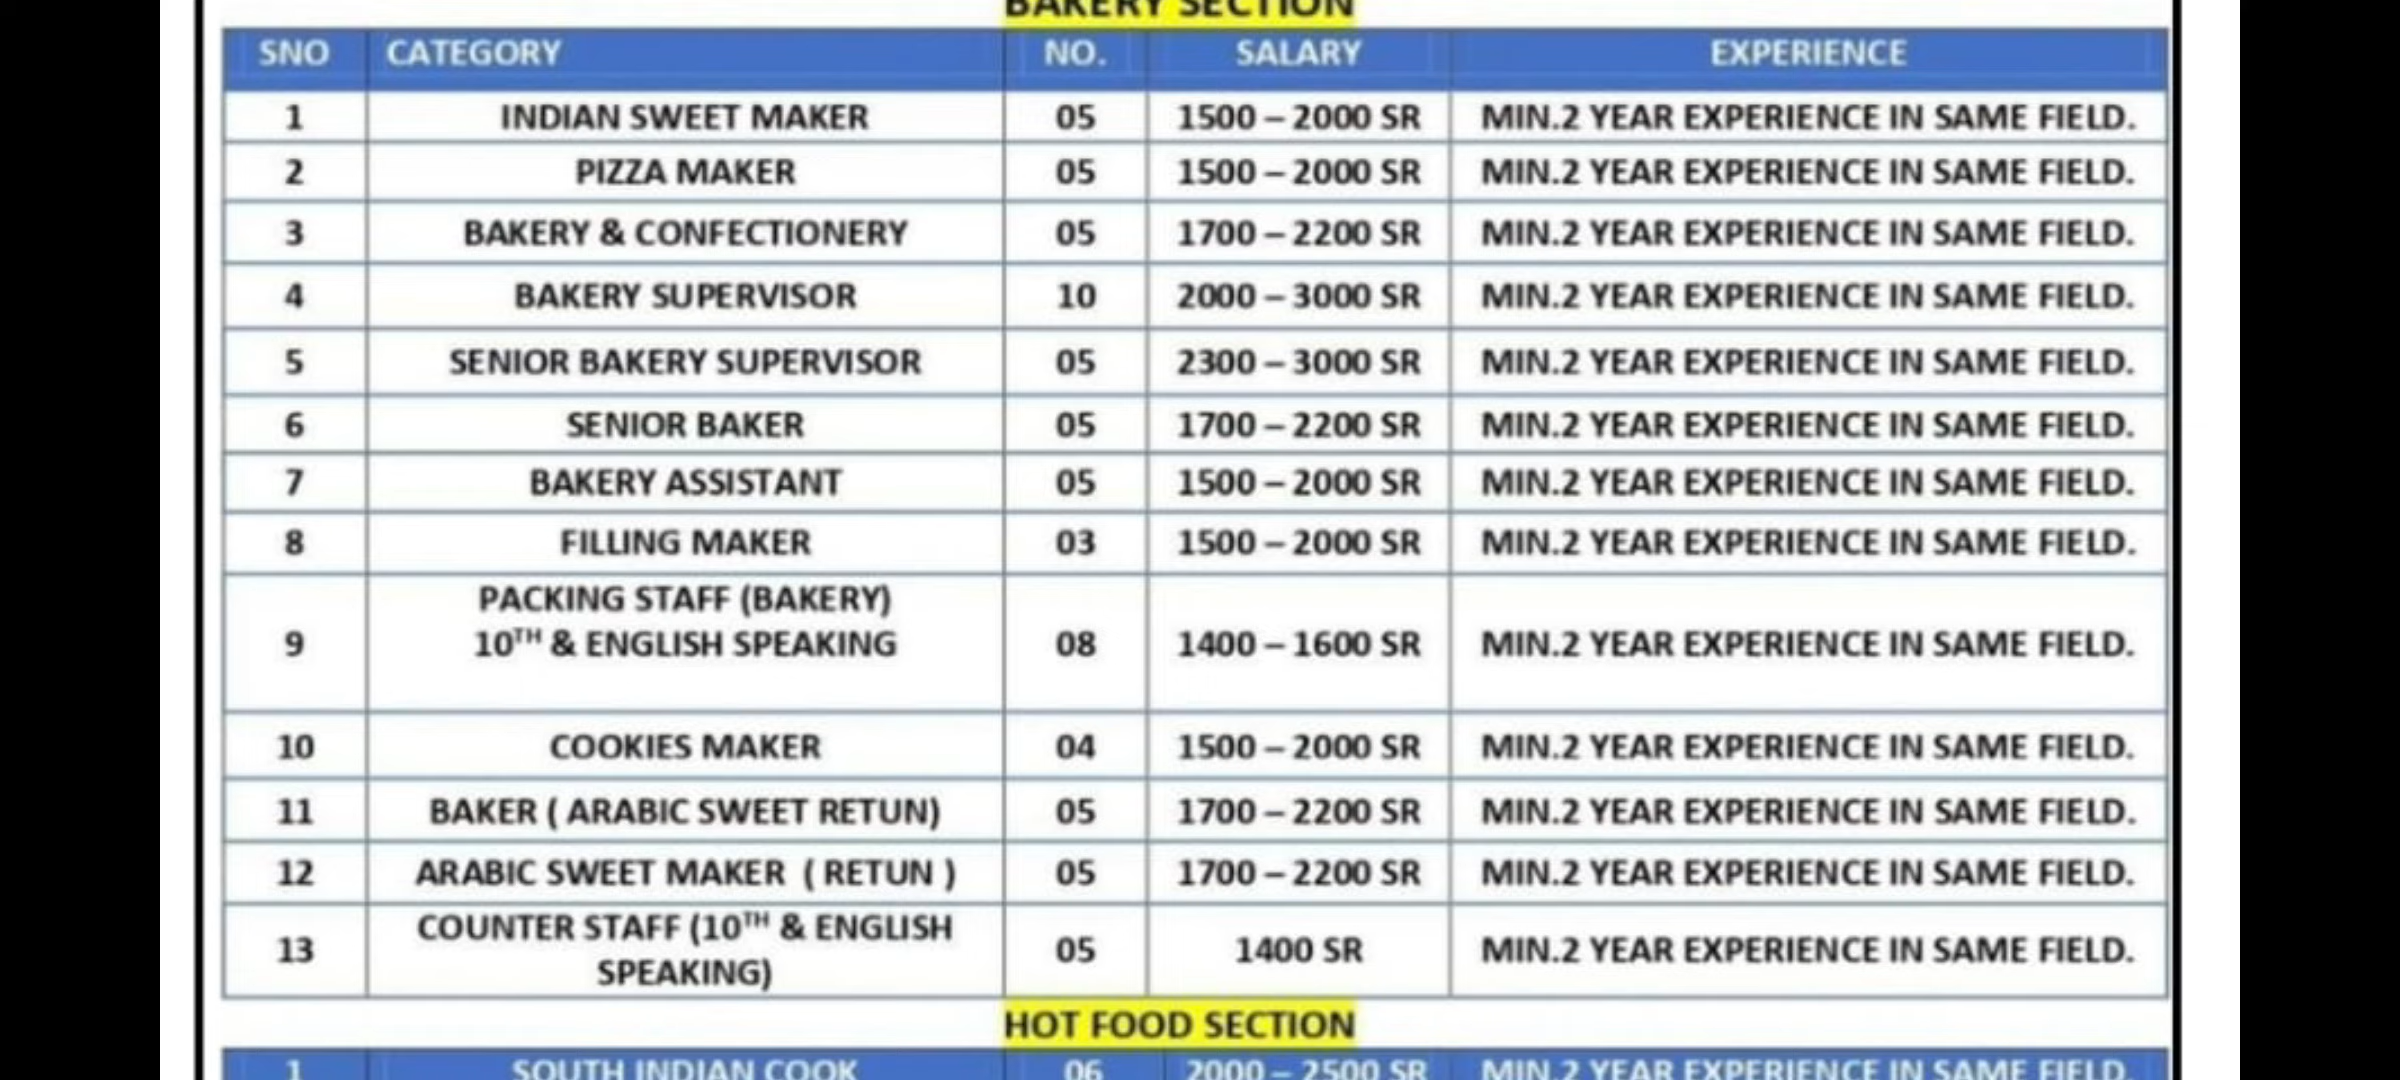 BAKERY SECTION
SNO CATEGORY NO. SALARY EXPERIENCE
1 INDIAN SWEET MAKER 05 1500 – 2000 SR MIN.2 YEAR EXPERIENCE IN SAME FIELD.
2 PIZZA MAKER 05 1500 – 2000 SR MIN.2 YEAR EXPERIENCE IN SAME FIELD.
3 BAKERY & CONFECTIONERY 05 1700 – 2200 SR MIN.2 YEAR EXPERIENCE IN SAME FIELD.
4 BAKERY SUPERVISOR 10 2000 – 3000 SR MIN.2 YEAR EXPERIENCE IN SAME FIELD.
5 SENIOR BAKERY SUPERVISOR 05 2300 – 3000 SR MIN.2 YEAR EXPERIENCE IN SAME FIELD.
6 SENIOR BAKER 05 1700 – 2200 SR MIN.2 YEAR EXPERIENCE IN SAME FIELD.
7 BAKERY ASSISTANT 05 1500 – 2000 SR MIN.2 YEAR EXPERIENCE IN SAME FIELD.
8 FILLING MAKER 03 1500 – 2000 SR MIN.2 YEAR EXPERIENCE IN SAME FIELD.
PACKING STAFF (BAKERY)
9 10TH & ENGLISH SPEAKING 08 1400 – 1600 SR MIN.2 YEAR EXPERIENCE IN SAME FIELD.
10 COOKIES MAKER 04 1500 – 2000 SR MIN.2 YEAR EXPERIENCE IN SAME FIELD.
11 BAKER ( ARABIC SWEET RETUN) 05 1700 – 2200 SR MIN.2 YEAR EXPERIENCE IN SAME FIELD.
12 ARABIC SWEET MAKER ( RETUN ) 05 1700 – 2200 SR MIN.2 YEAR EXPERIENCE IN SAME FIELD.
COUNTER STAFF (10TH & ENGLISH
13 SPEAKING) 05 1400 SR MIN.2 YEAR EXPERIENCE IN SAME FIELD.
HOT FOOD SECTION
1 SOUTH INDIAN COOK 06 2000 – 2500 SR MIN.2 YEAR EXPERIENCE IN SAME FIELD.